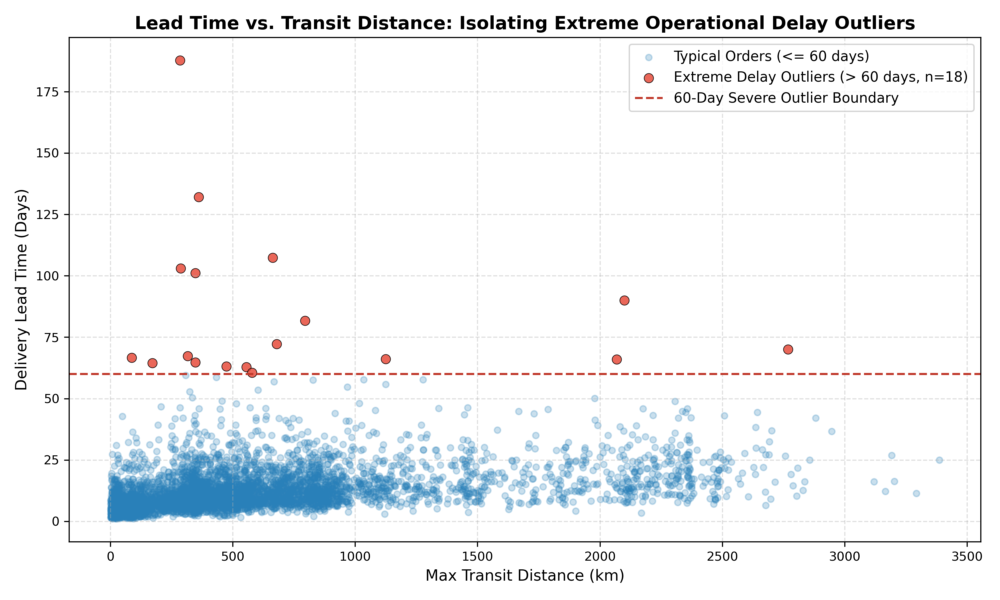 Lead Time vs. Transit Distance: Isolating Extreme Operational Delay Outliers
Typical Orders (<= 60 days)
Extreme Delay Outliers (> 60 days, n=18)
60-Day Severe Outlier Boundary
Delivery Lead Time (Days)
175
150
125
100
75
50
25
0
0 500 1000 1500 2000 2500 3000 3500
Max Transit Distance (km)